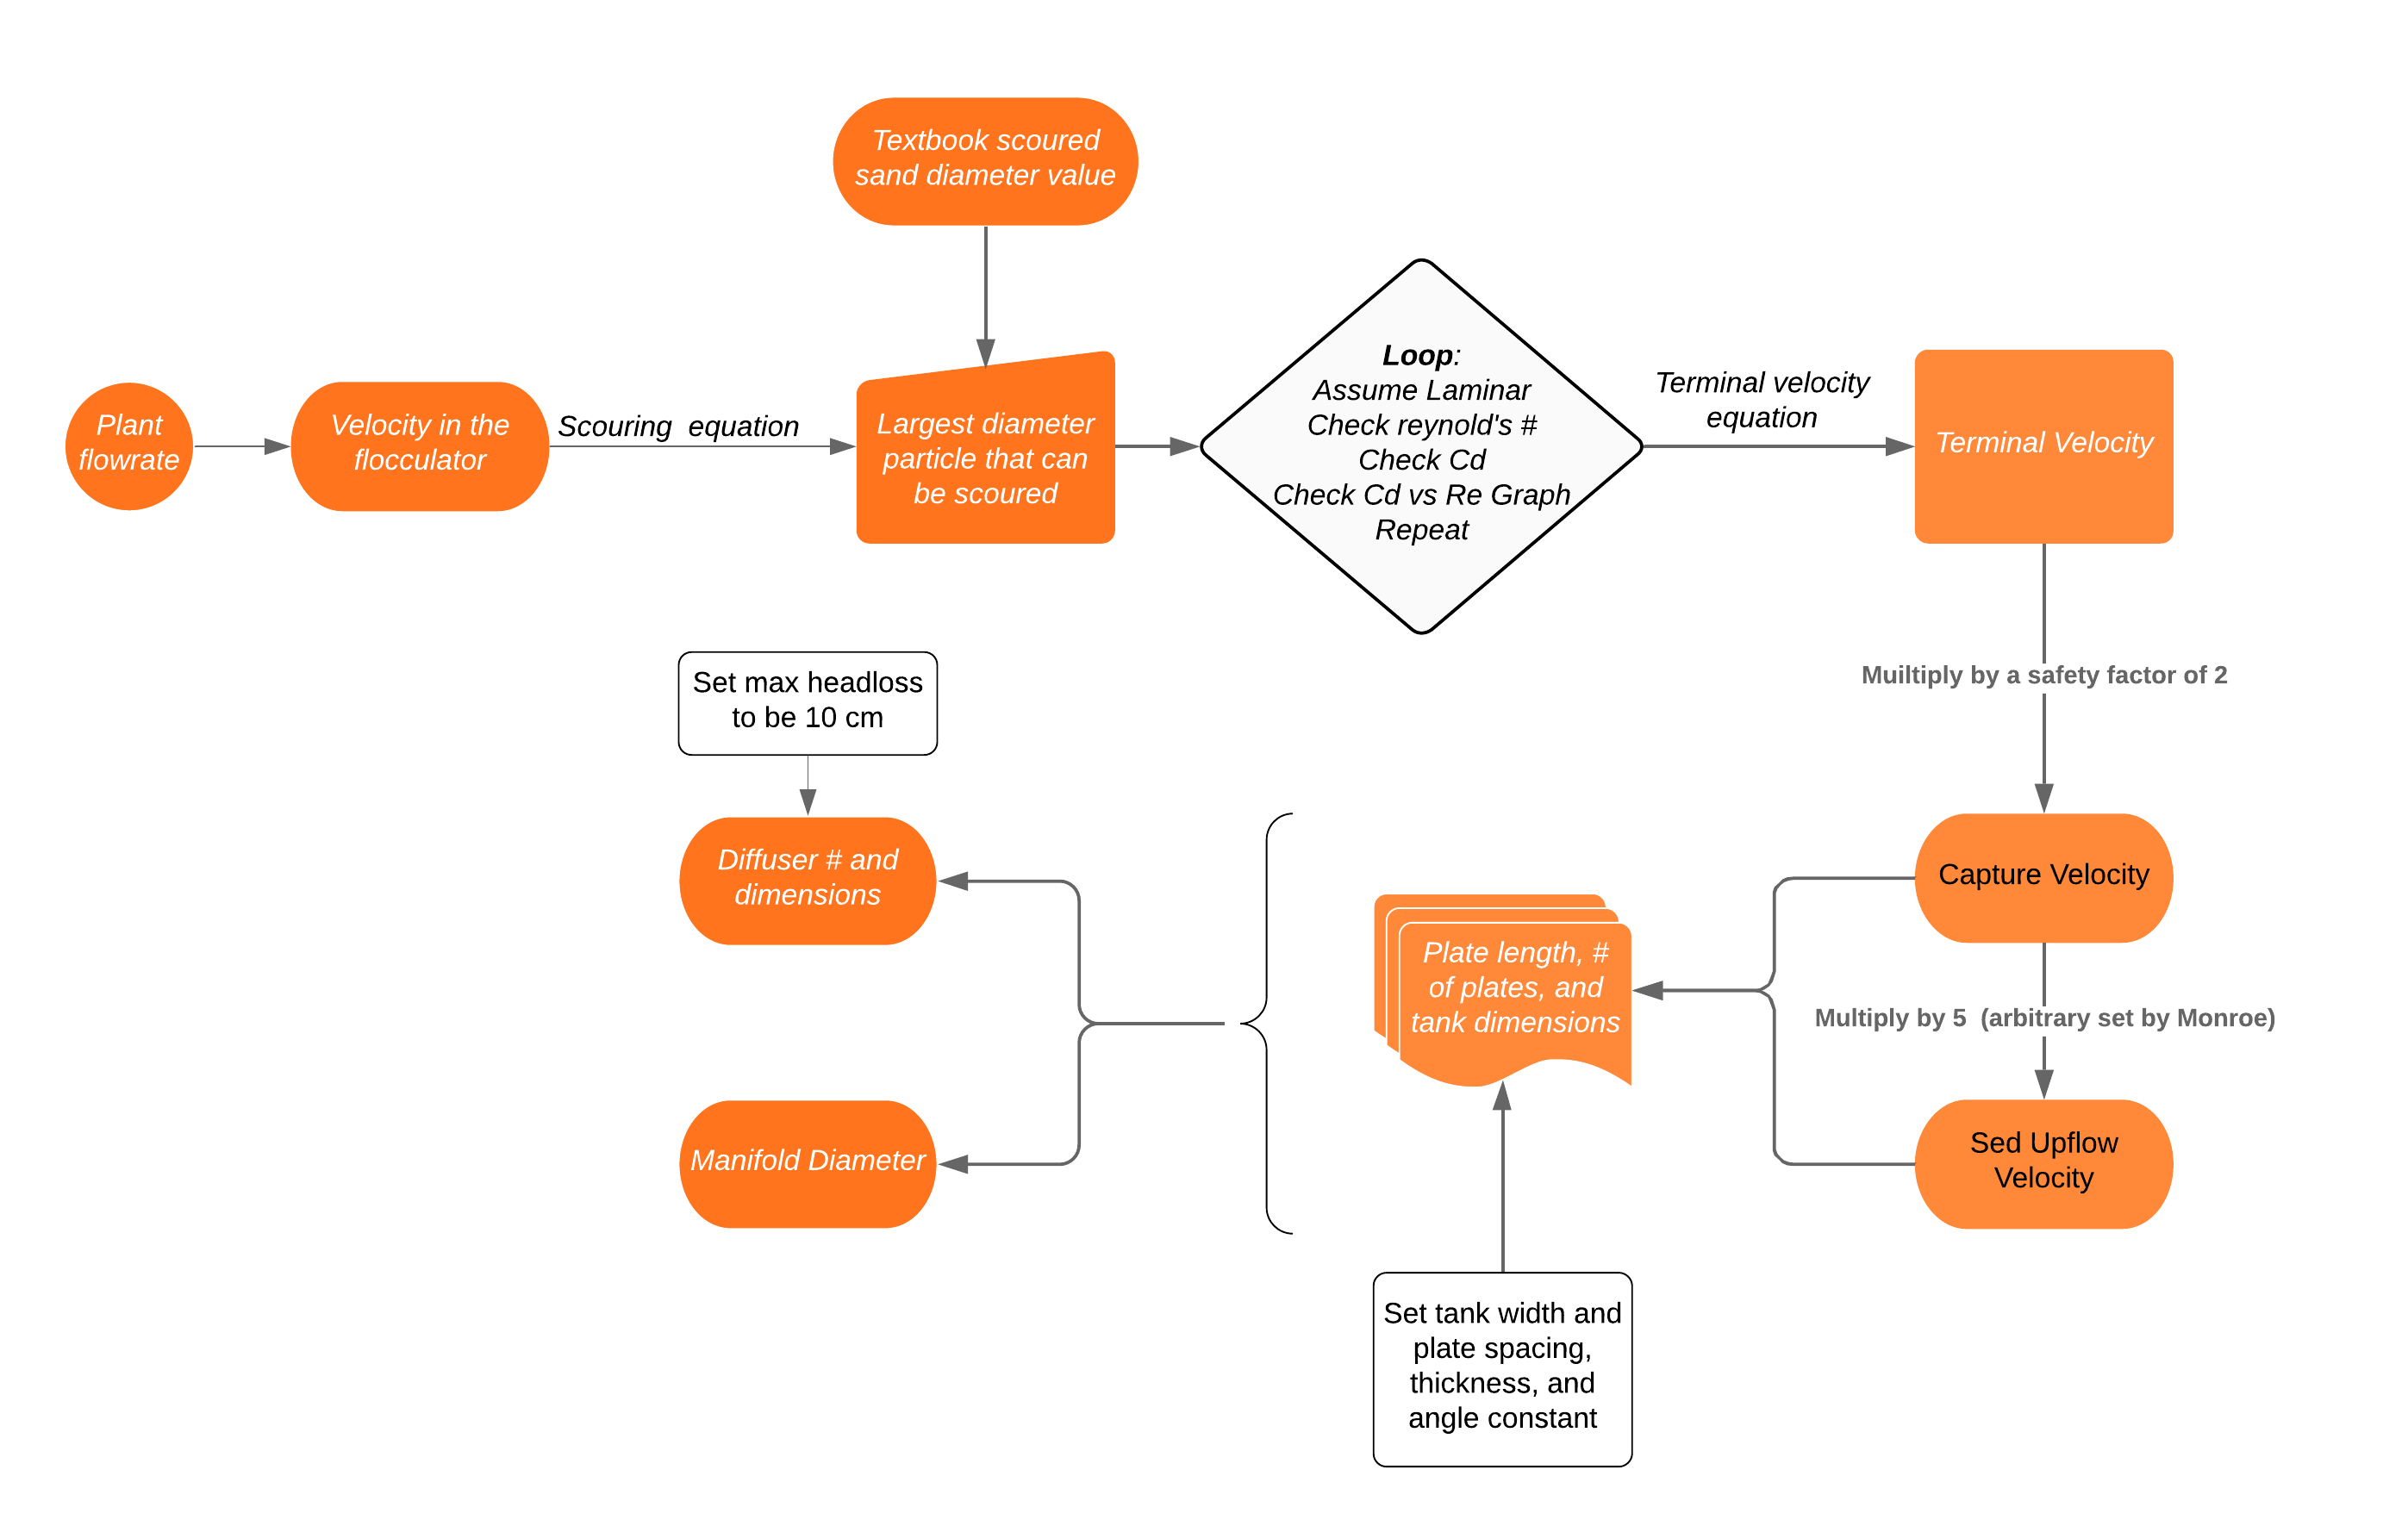 Textbook scoured
sand diameter value
Plant
flowrate
Velocity in the
flocculator
Scouring  equation
Largest diameter
particle that can
be scoured
Loop:
Assume Laminar
Check reynold's #
Check Cd
Check Cd vs Re Graph
Repeat
Terminal velocity
equation
Terminal Velocity
Muiltiply by a safety factor of 2
Set max headloss
to be 10 cm
Diffuser # and
dimensions
Manifold Diameter
Plate length, #
of plates, and
tank dimensions
Capture Velocity
Multiply by 5  (arbitrary set by Monroe)
Sed Upflow
Velocity
Set tank width and
plate spacing,
thickness, and
angle constant